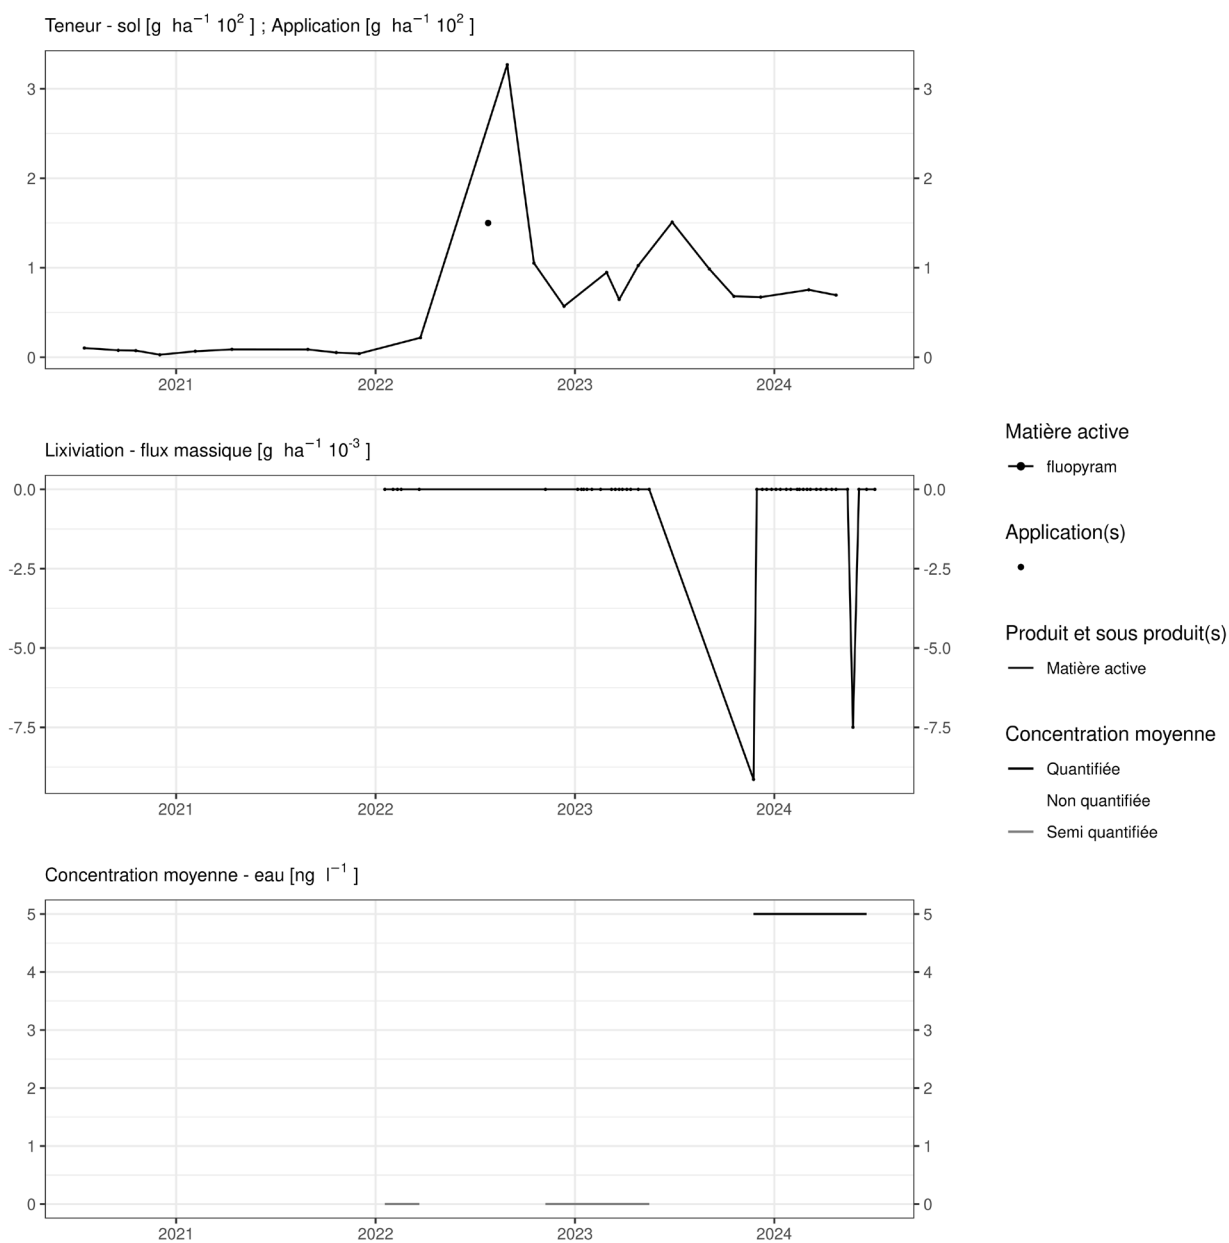 Teneur - sol [g ha⁻¹ 10² ] ; Application [g ha⁻¹ 10² ]
3 3
2 2
1 1
0 0
2021 2022 2023 2024
Lixiviation - flux massique [g ha⁻¹ 10⁻³ ]
0.0 0.0
-2.5 -2.5
-5.0 -5.0
-7.5 -7.5
2021 2022 2023 2024
Concentration moyenne - eau [ng l⁻¹ ]
5 5
4 4
3 3
2 2
1 1
0 0
2021 2022 2023 2024
Matière active
fluopyram
Application(s)
Produit et sous produit(s)
Matière active
Concentration moyenne
Quantifiée
Non quantifiée
Semi quantifiée